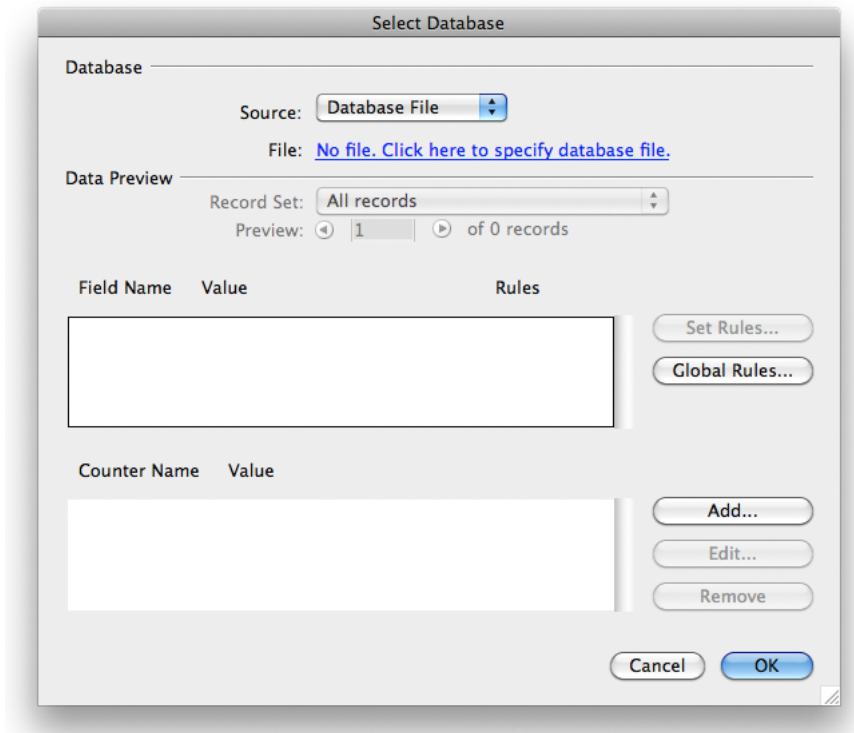 Select Database
Database
Source: Database File
File: No file. Click here to specify database file.
Data Preview
Record Set: All records
Preview: 1 of 0 records
Field Name Value Rules
Set Rules...
Global Rules...
Counter Name Value
Add...
Edit...
Remove
Cancel OK